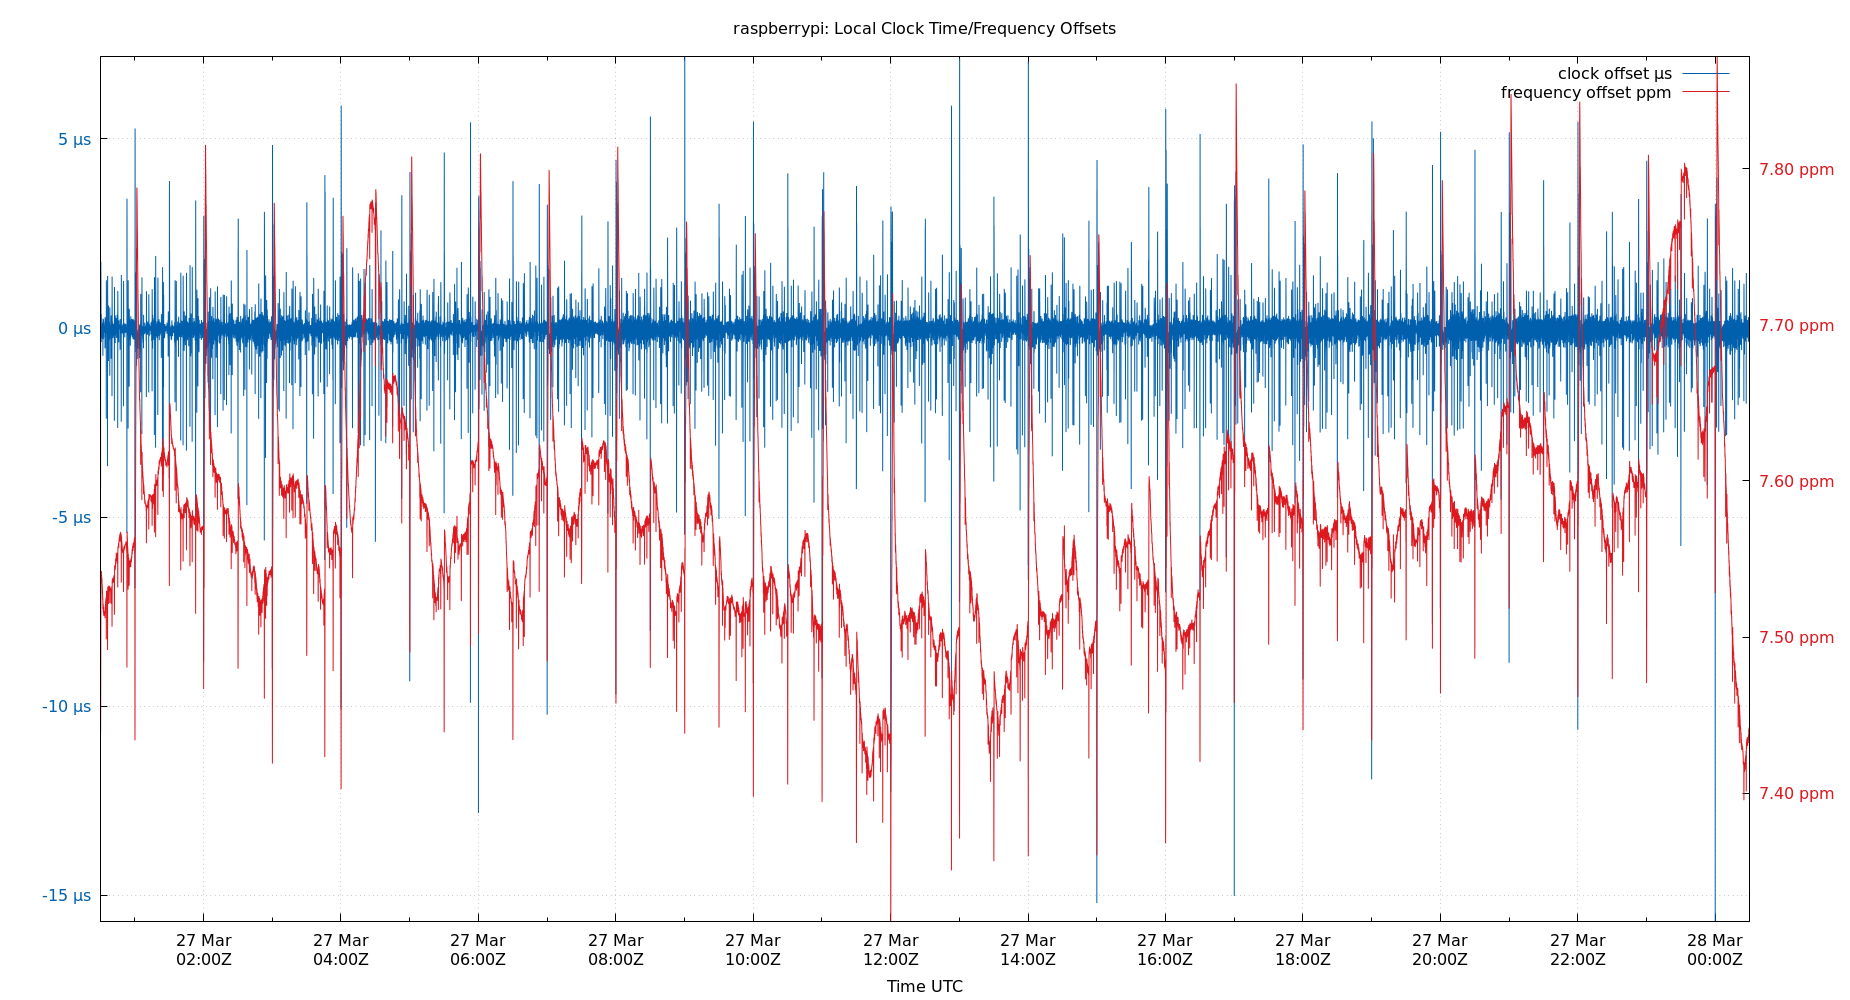 raspberrypi: Local Clock Time/Frequency Offsets
clock offset µs
frequency offset ppm
5 µs
0 µs
-5 µs
-10 µs
-15 µs
7.80 ppm
7.70 ppm
7.60 ppm
7.50 ppm
7.40 ppm
27 Mar 27 Mar 27 Mar 27 Mar 27 Mar 27 Mar 27 Mar 27 Mar 27 Mar 27 Mar 27 Mar 28 Mar
02:00Z 04:00Z 06:00Z 08:00Z 10:00Z 12:00Z 14:00Z 16:00Z 18:00Z 20:00Z 22:00Z 00:00Z
Time UTC